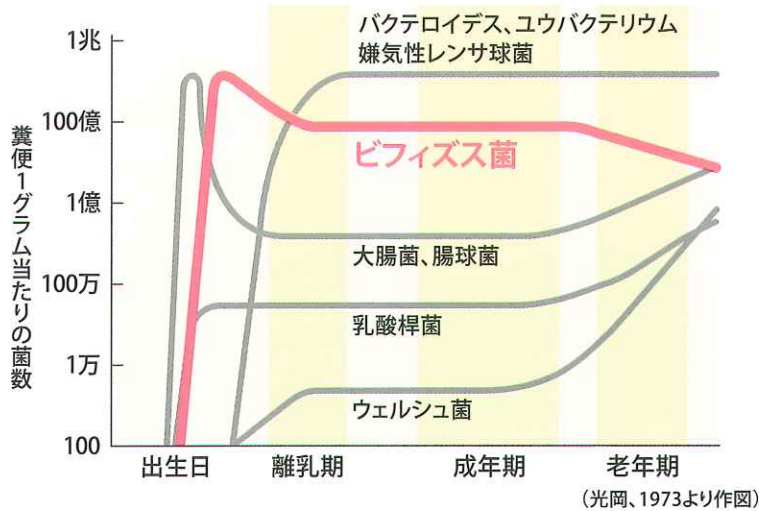 バクテロイデス、ユウバクテリウム
嫌気性レンサ球菌
1兆
100億
1億
100万
1万
100
糞便1グラム当たりの菌数
ビフィズス菌
大腸菌、腸球菌
乳酸桿菌
ウェルシュ菌
出生日
離乳期
成年期
老年期
(光岡、1973より作図)